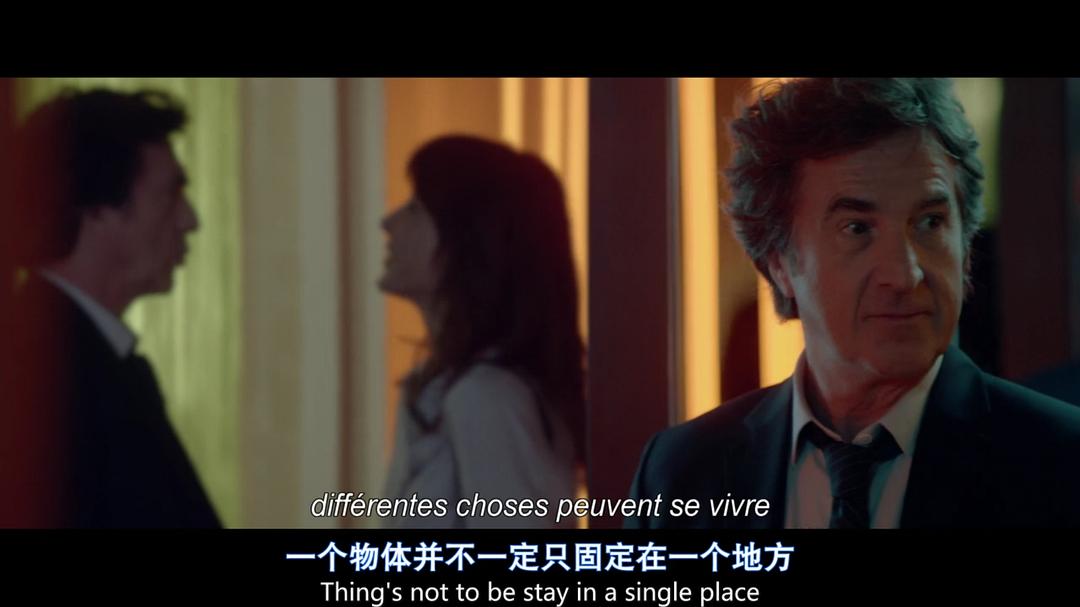 différentes choses peuvent se vivre
一个物体并不一定只固定在一个地方
Thing's not to be stay in a single place